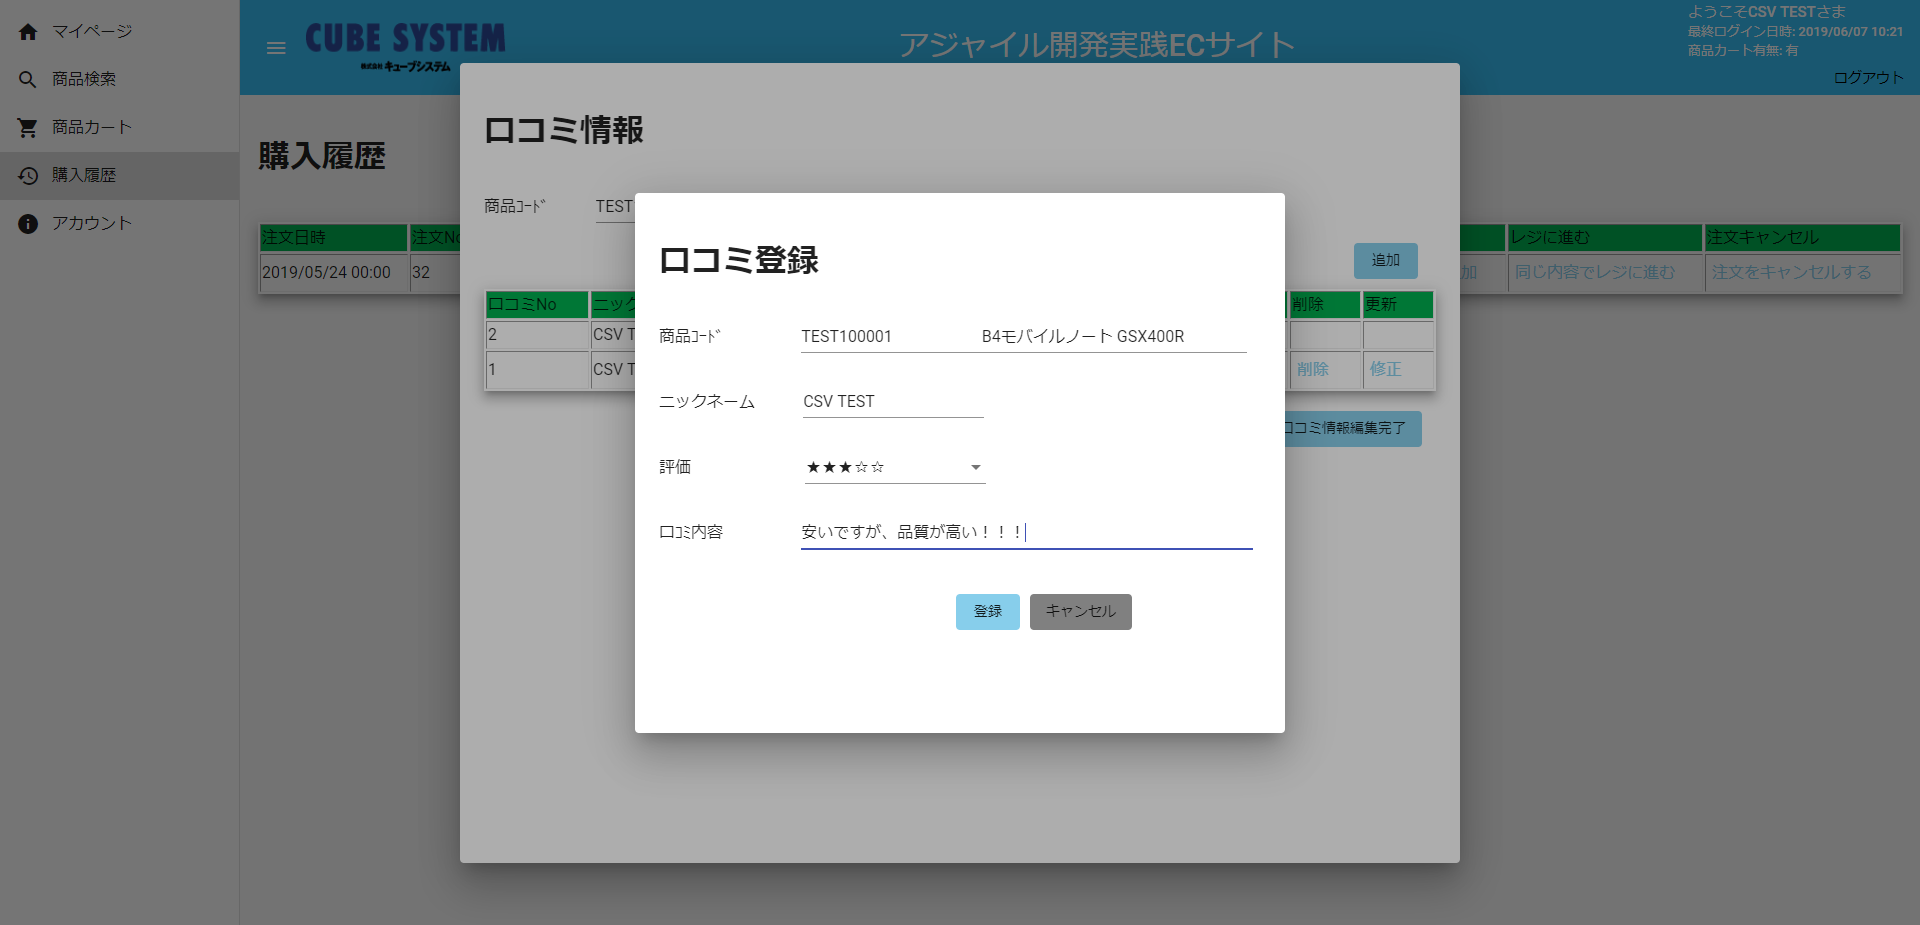 マイページ
商品検索
商品カート
購入履歴
アカウント
CUBE SYSTEM
株式会社 キューブシステム
アジャイル開発実践ECサイト
ようこそCSV TESTさま
最終ログイン日時: 2019/06/07 10:21
商品カート有無: 有
ログアウト
購入履歴
注文日時 注文No レジに進む 注文キャンセル
2019/05/24 00:00 32 加 同じ内容でレジに進む 注文をキャンセルする
口コミ情報
商品ｺｰﾄﾞ TEST
追加
口コミNo ニック 削除 更新
2 CSV T
1 CSV T 削除 修正
口コミ情報編集完了
口コミ登録
商品ｺｰﾄﾞ TEST100001 B4モバイルノート GSX400R
ニックネーム CSV TEST
評価 ★★★☆☆
口ｺﾐ内容 安いですが、品質が高い！！！
登録 キャンセル